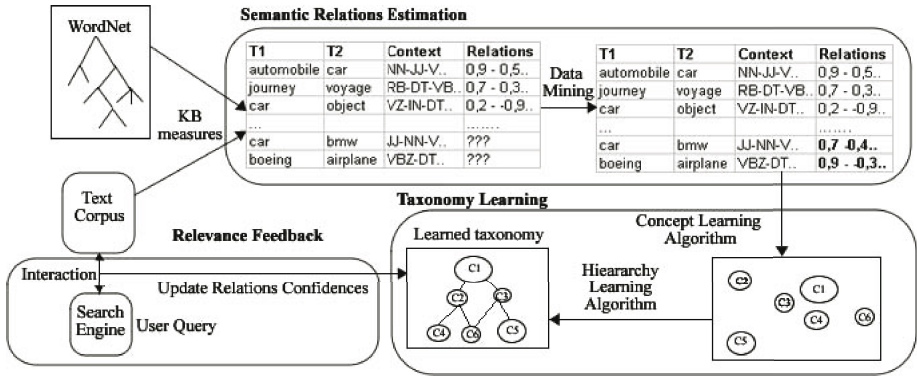 Semantic Relations Estimation
WordNet
KB
measures
T1 T2 Context Relations
automobile car NN-JJ-V.. 0,9 - 0,5..
journey voyage RB-DT-VB.. 0,7 - 0,3..
car object VZ-IN-DT.. 0,2 - -0,9..
... .......
car bmw JJ-NN-V.. ???
boeing airplane VBZ-DT.. ???
Data
Mining
T1 T2 Context Relations
automobile car NN-JJ-V.. 0,9 - 0,5..
journey voyage RB-DT-VB.. 0,7 - 0,3..
car object VZ-IN-DT.. 0,2 - -0,9..
... .......
car bmw JJ-NN-V.. 0,7 -0,4..
boeing airplane VBZ-DT.. 0,9 - -0,3..
Text
Corpus
Relevance Feedback
Interaction
Update Relations Confidences
Search
Engine
User Query
Taxonomy Learning
Learned taxonomy
C1
C2 C3
C4 C6 C5
Concept Learning
Algorithm
Hieararchy
Learning
Algorithm
C2
C1
C3
C4 C6
C5